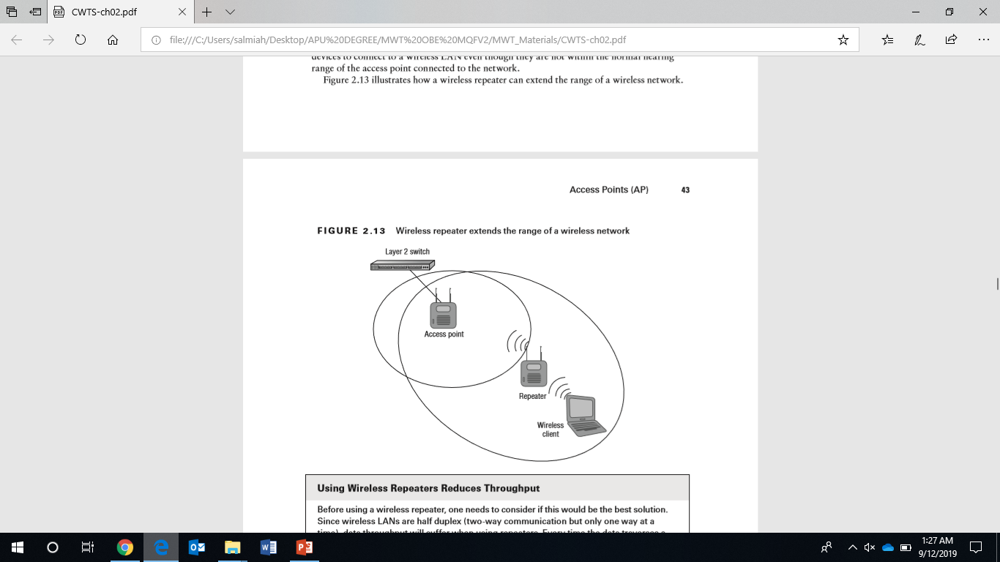 CWTS-ch02.pdf
file:///C:/Users/salmiah/Desktop/APU%20DEGREE/MWT%20OBE%20MQFV2/MWT_Materials/CWTS-ch02.pdf
devices to connect to a wireless LAN even though they are not within the normal hearing
range of the access point connected to the network.
Figure 2.13 illustrates how a wireless repeater can extend the range of a wireless network.
Access Points (AP) 43
FIGURE 2.13 Wireless repeater extends the range of a wireless network
Layer 2 switch
Access point
Repeater
Wireless
client
Using Wireless Repeaters Reduces Throughput
Before using a wireless repeater, one needs to consider if this would be the best solution.
Since wireless LANs are half duplex (two-way communication but only one way at a
time), data throughput will suffer when using repeaters. Every time the data traverses a
1:27 AM
9/12/2019